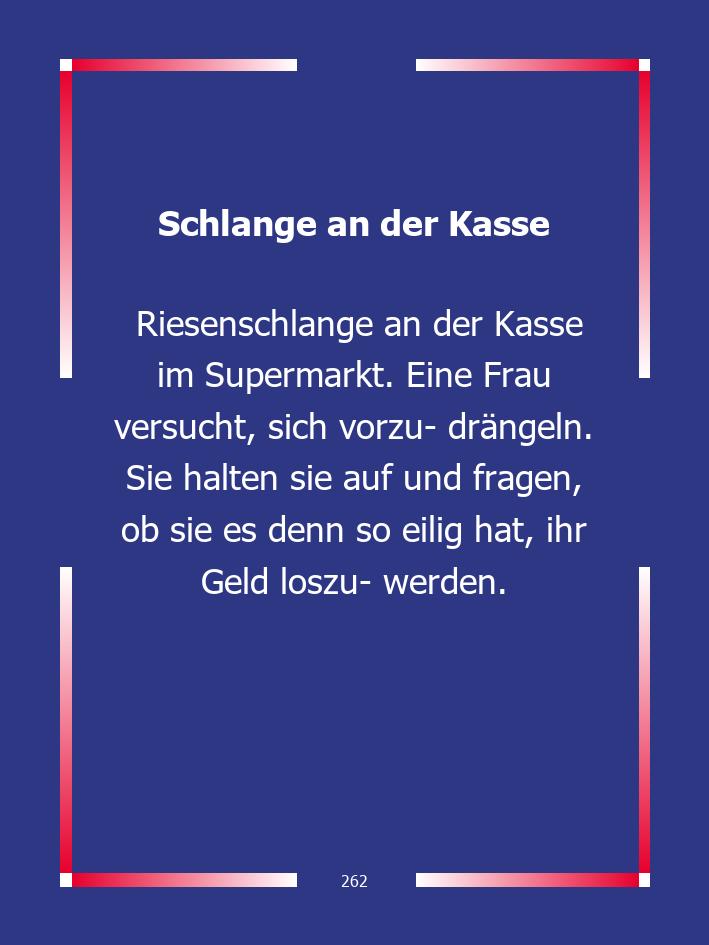 Schlange an der Kasse
Riesenschlange an der Kasse
im Supermarkt. Eine Frau
versucht, sich vorzu- drängeln.
Sie halten sie auf und fragen,
ob sie es denn so eilig hat, ihr
Geld loszu- werden.
262